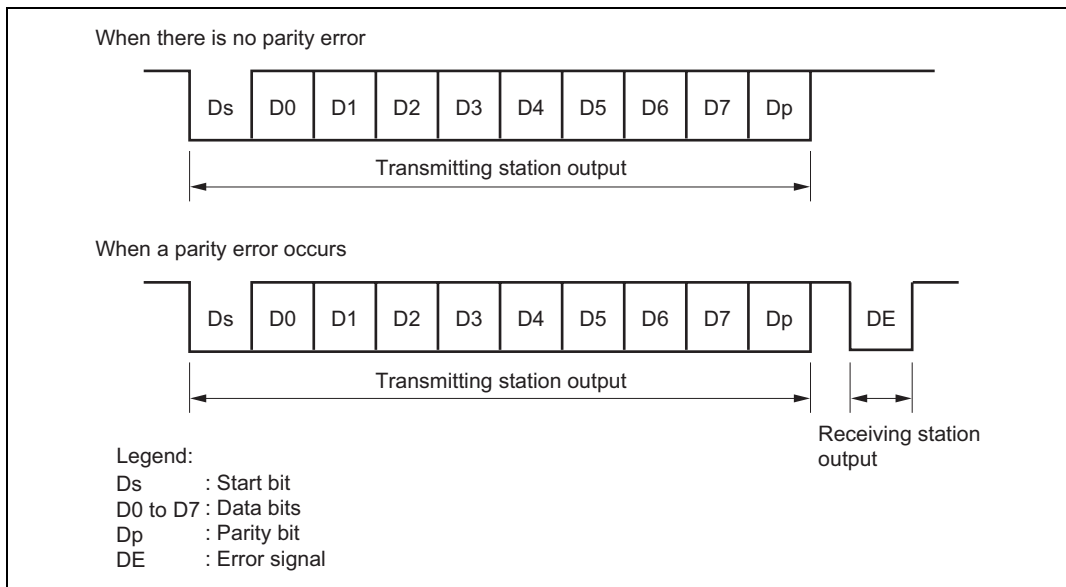 When there is no parity error
Ds D0 D1 D2 D3 D4 D5 D6 D7 Dp
Transmitting station output
When a parity error occurs
Ds D0 D1 D2 D3 D4 D5 D6 D7 Dp DE
Transmitting station output
Receiving station
output
Legend:
Ds : Start bit
D0 to D7 : Data bits
Dp : Parity bit
DE : Error signal